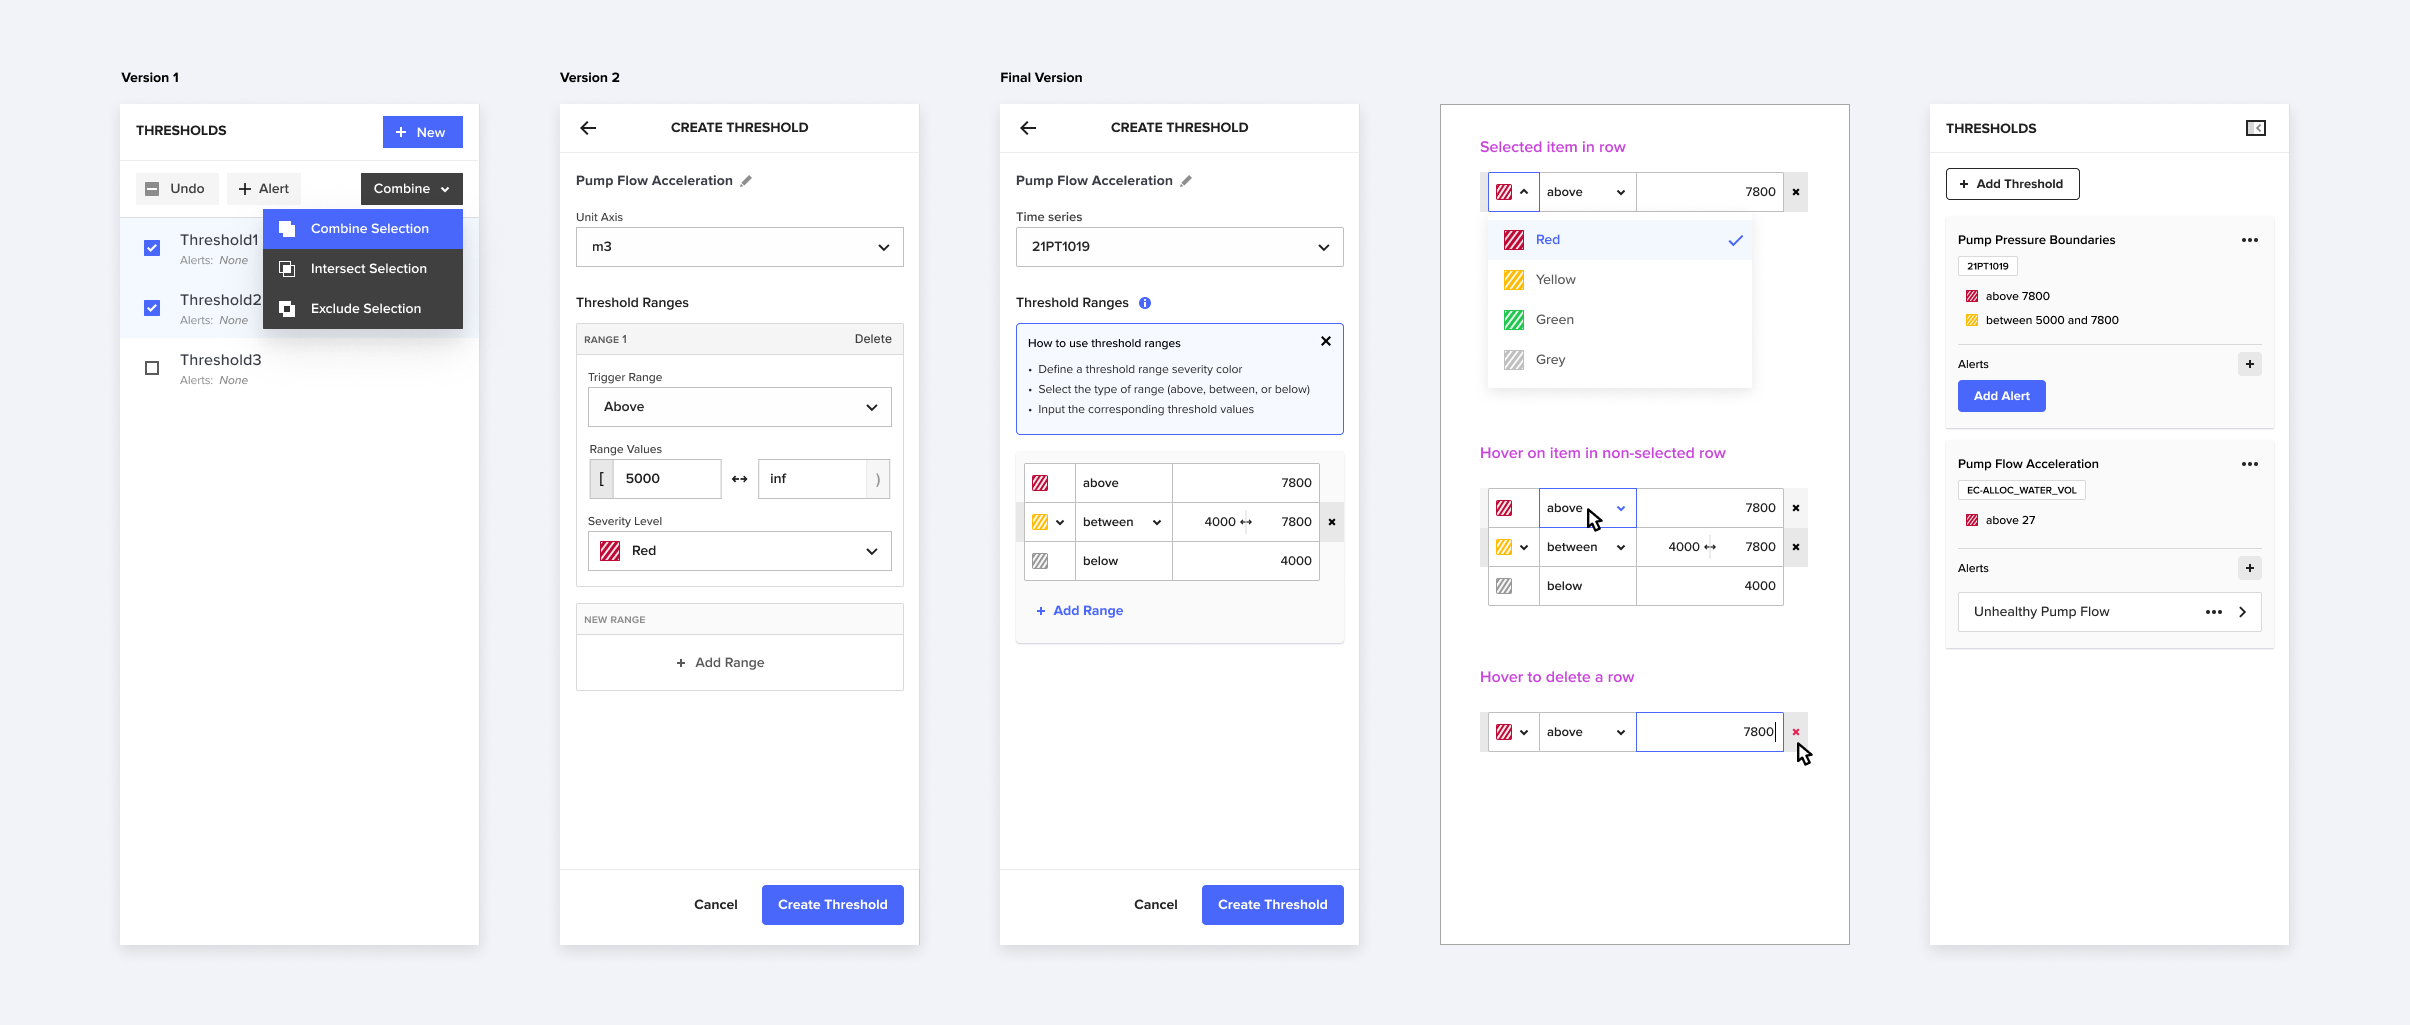 Version 1
THRESHOLDS
+ New
Undo
+ Alert
Combine
Combine Selection
Intersect Selection
Exclude Selection
Threshold1
Alerts: None
Threshold2
Alerts: None
Threshold3
Alerts: None
Version 2
CREATE THRESHOLD
Pump Flow Acceleration
Unit Axis
m3
Threshold Ranges
RANGE 1 Delete
Trigger Range
Above
Range Values
[ 5000 inf )
Severity Level
Red
NEW RANGE
+ Add Range
Cancel Create Threshold
Final Version
CREATE THRESHOLD
Pump Flow Acceleration
Time series
21PT1019
Threshold Ranges
How to use threshold ranges
• Define a threshold range severity color
• Select the type of range (above, between, or below)
• Input the corresponding threshold values
above 7800
between 4000 ↔ 7800
below 4000
+ Add Range
Cancel Create Threshold
Selected item in row
above 7800
Red
Yellow
Green
Grey
Hover on item in non-selected row
above 7800
between 4000 ↔ 7800
below 4000
Hover to delete a row
above 7800
THRESHOLDS
+ Add Threshold
Pump Pressure Boundaries
21PT1019
above 7800
between 5000 and 7800
Alerts
Add Alert
Pump Flow Acceleration
EC-ALLOC_WATER_VOL
above 27
Alerts
Unhealthy Pump Flow